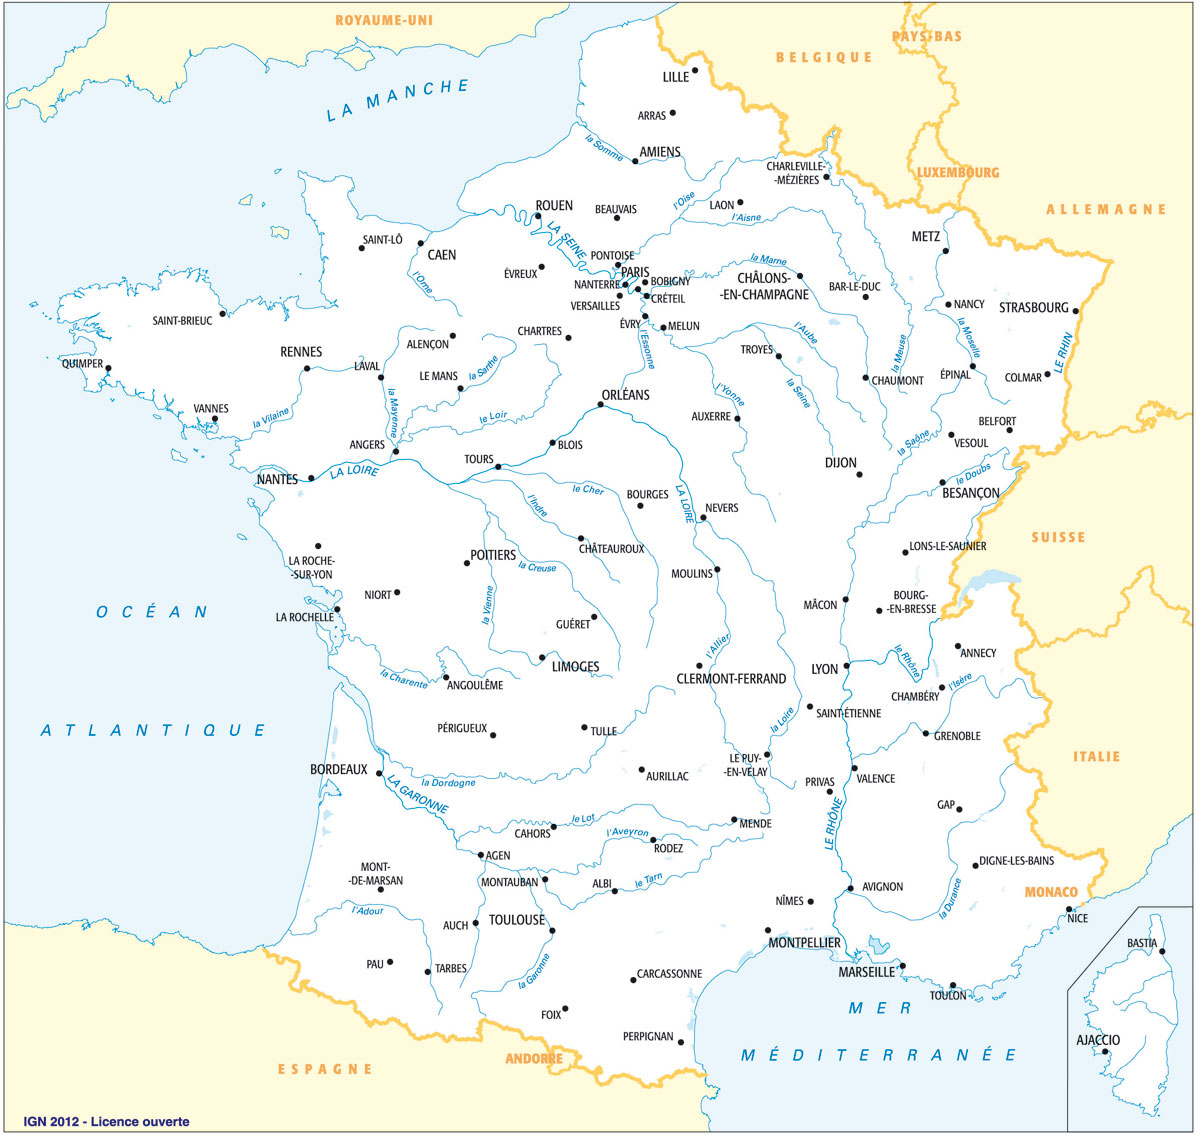 ROYAUME-UNI
PAYS-BAS
BELGIQUE
LA MANCHE
LILLE
ARRAS
la Somme
AMIENS
CHARLEVILLE-
-MÉZIÈRES
LUXEMBOURG
ALLEMAGNE
l'Oise
LAON
l'Aisne
ROUEN
BEAUVAIS
LA SEINE
METZ
SAINT-LÔ
CAEN
PONTOISE
la Marne
ÉVREUX
PARIS
l'Orne
NANTERRE
BOBIGNY
CHÂLONS-
-EN-CHAMPAGNE
BAR-LE-DUC
VERSAILLES
CRÉTEIL
NANCY
STRASBOURG
SAINT-BRIEUC
ÉVRY
MELUN
CHARTRES
l'Aube
la Moselle
ALENÇON
l'Essonne
TROYES
la Meuse
LE RHIN
RENNES
QUIMPER
LAVAL
LE MANS
la Sarthe
ÉPINAL
COLMAR
CHAUMONT
la Seine
l'Yonne
ORLÉANS
la Mayenne
VANNES
la Vilaine
le Loir
AUXERRE
BELFORT
ANGERS
BLOIS
la Saône
VESOUL
TOURS
DIJON
NANTES
LA LOIRE
le Doubs
BESANÇON
le Cher
BOURGES
LA LOIRE
NEVERS
l'Indre
SUISSE
CHÂTEAUROUX
LONS-LE-SAUNIER
POITIERS
LA ROCHE-
-SUR-YON
la Creuse
MOULINS
NIORT
BOURG-
-EN-BRESSE
MÂCON
OCÉAN
LA ROCHELLE
la Vienne
GUÉRET
l'Allier
ANNECY
LIMOGES
LYON
le Rhône
la Charente
ANGOULÊME
CLERMONT-FERRAND
CHAMBÉRY
l'Isère
SAINT-ÉTIENNE
la Loire
ATLANTIQUE
PÉRIGUEUX
TULLE
GRENOBLE
ITALIE
BORDEAUX
LE PUY-
-EN-VELAY
AURILLAC
la Dordogne
PRIVAS
VALENCE
LA GARONNE
GAP
le Lot
MENDE
LE RHÔNE
CAHORS
l'Aveyron
RODEZ
AGEN
DIGNE-LES-BAINS
MONT-
-DE-MARSAN
MONTAUBAN
ALBI
le Tarn
AVIGNON
MONACO
la Durance
NÎMES
l'Adour
NICE
AUCH
TOULOUSE
MONTPELLIER
BASTIA
PAU
TARBES
la Garonne
CARCASSONNE
MARSEILLE
TOULON
MER
FOIX
PERPIGNAN
AJACCIO
ANDORRE
MÉDITERRANÉE
ESPAGNE
IGN 2012 - Licence ouverte